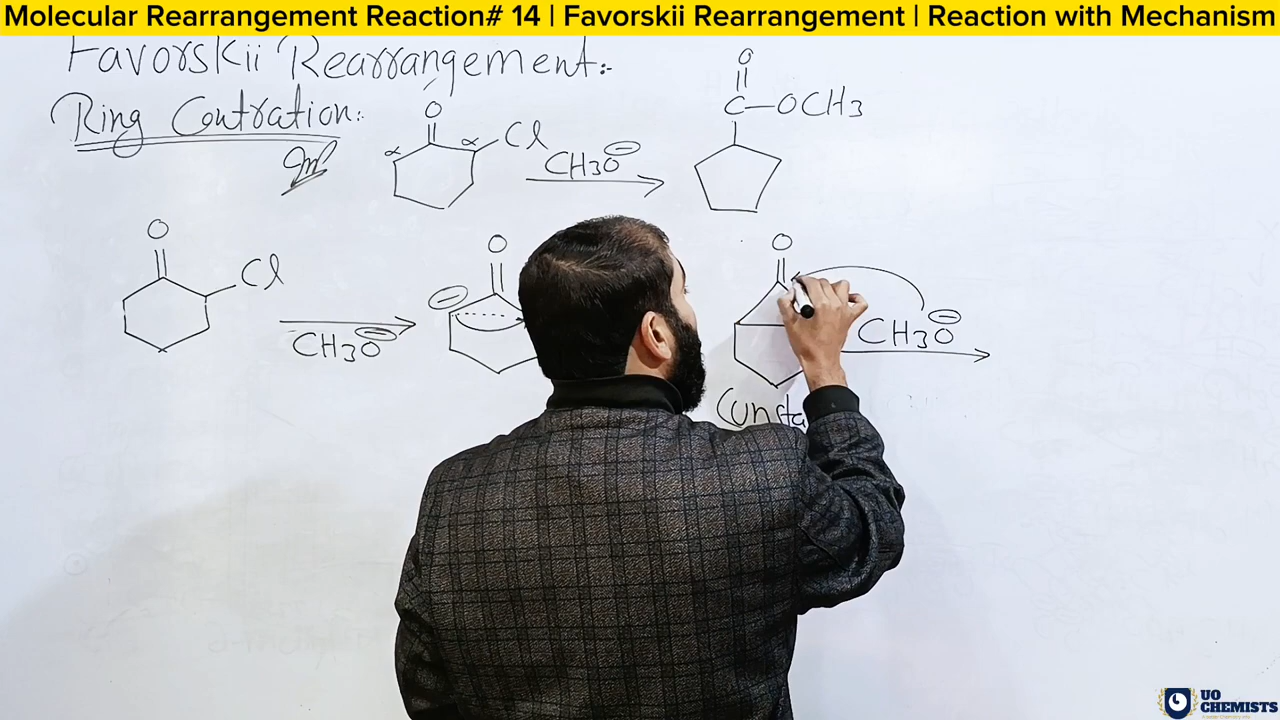 Molecular Rearrangement Reaction# 14 | Favorskii Rearrangement | Reaction with Mechanism
Favorskii Rearrangement:-
Ring Contration:-
O
α
α
Cl
CH3O⊖
O
C-OCH3
O
Cl
CH3O⊖
⊖
O
O
CH3O⊖
UO
CHEMISTS